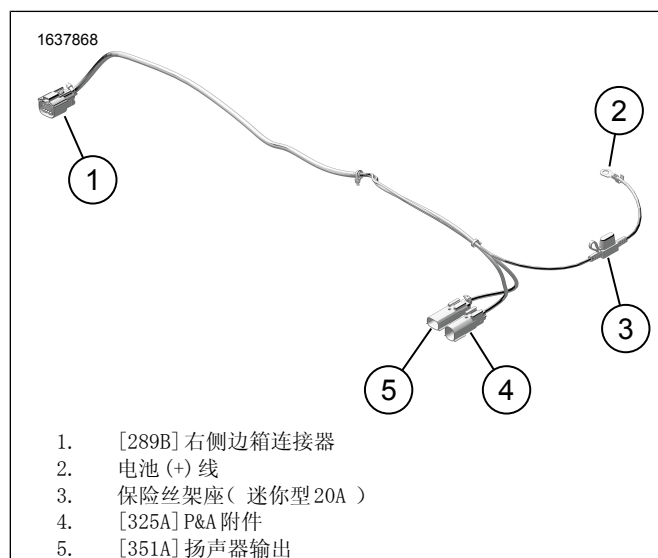 1637868
1
2
3
4
5
1. [289B]右侧边箱连接器
2. 电池(+)线
3. 保险丝架座( 迷你型20A )
4. [325A]P&A附件
5. [351A]扬声器输出